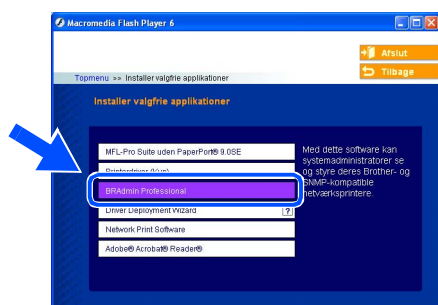 Macromedia Flash Player 6
Afslut
Tilbage
Topmenu »» Installer valgfrie applikationer
Installer valgfrie applikationer
MFL-Pro Suite uden PaperPort® 9.0SE
Printerdriver (Kun)
BRAdmin Professional
Driver Deployment Wizard
?
Network Print Software
Adobe® Acrobat® Reader®
Med dette software kan
systemadministratorer se
og styre deres Brother- og
SNMP-kompatible
netværksprintere.